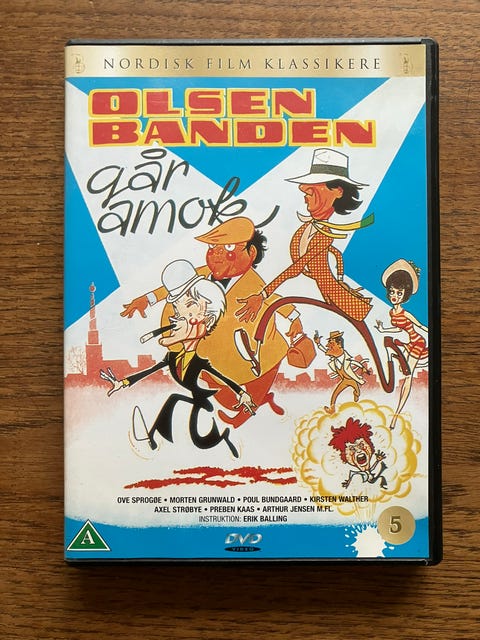 NORDISK FILM KLASSIKERE
OLSEN
BANDEN
går
amok
OVE SPROGØE • MORTEN GRUNWALD • POUL BUNDGAARD • KIRSTEN WALTHER
AXEL STRØBYE • PREBEN KAAS • ARTHUR JENSEN M.FL.
INSTRUKTION: ERIK BALLING
A
DVD
VIDEO
5